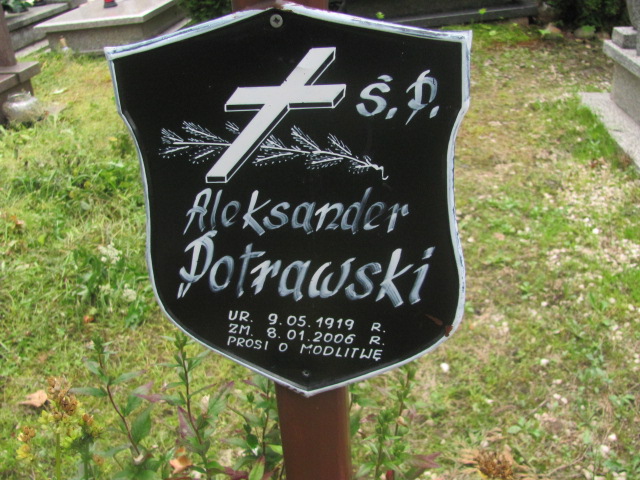 Ś.P.
Aleksander
Potrawski
UR. 9.05.1919 R.
ZM. 8.01.2006 R.
PROSI O MODLITWĘ